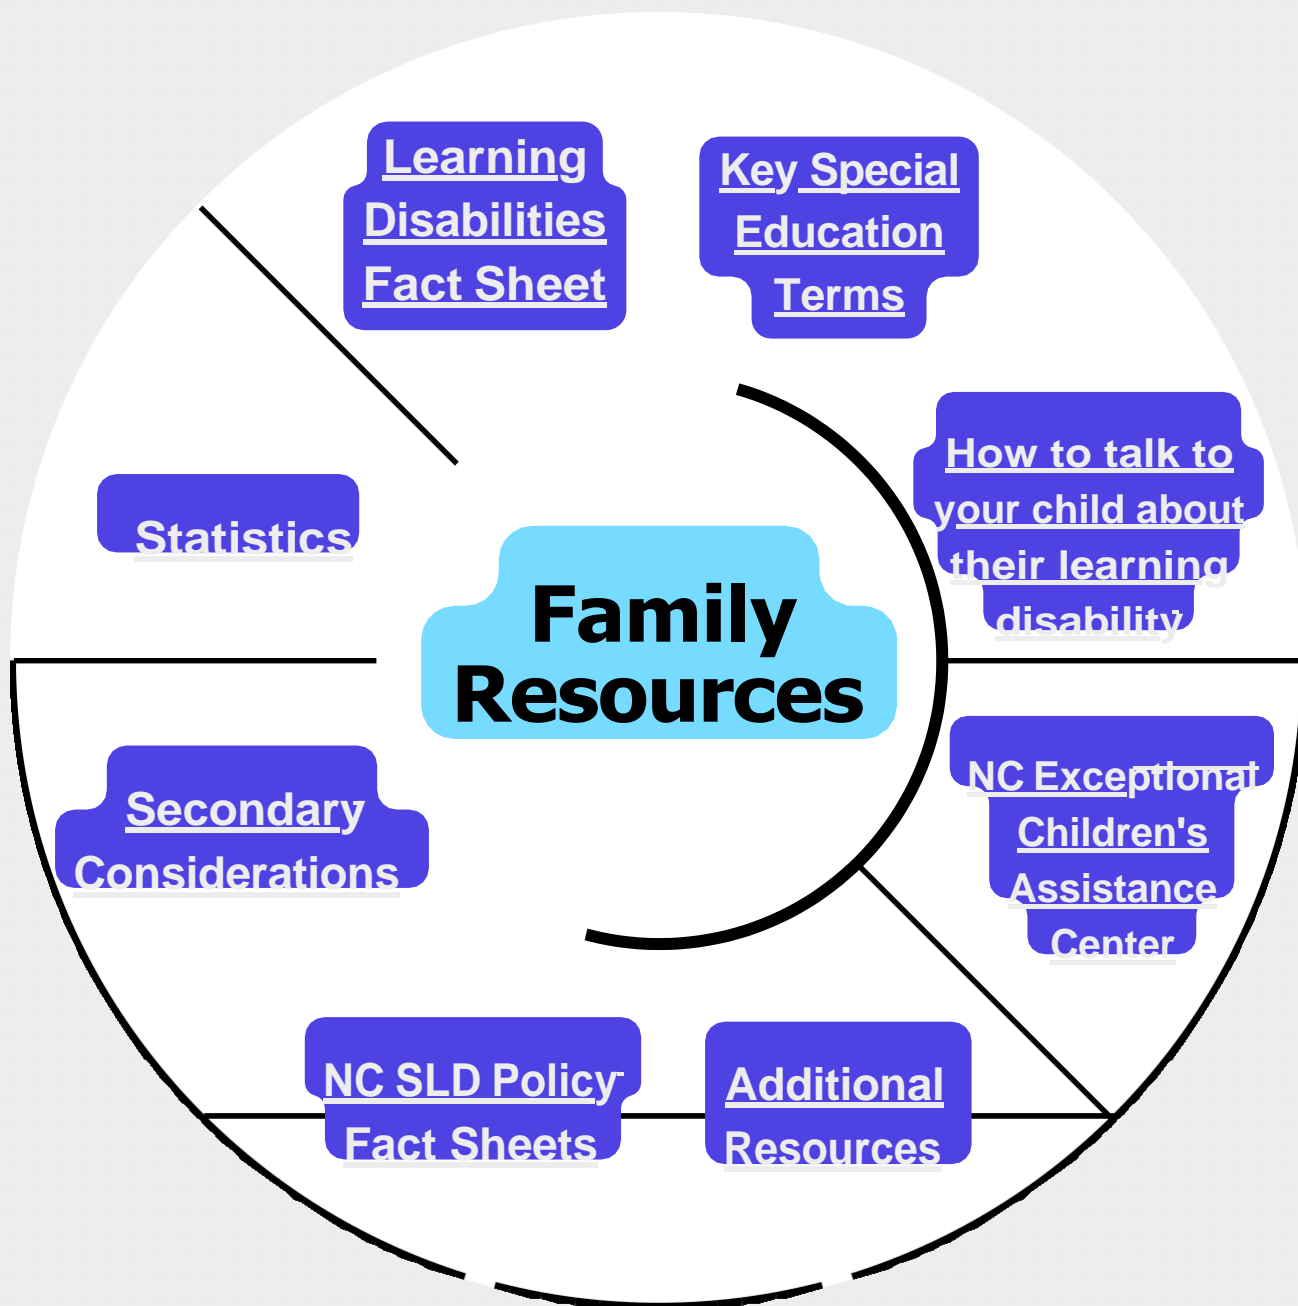 Learning
Disabilities
Fact Sheet
Key Special
Education
Terms
How to talk to
your child about
their learning
disability
Statistics
Family
Resources
NC Exceptional
Children's
Assistance
Center
Secondary
Considerations
NC SLD Policy
Fact Sheets
Additional
Resources